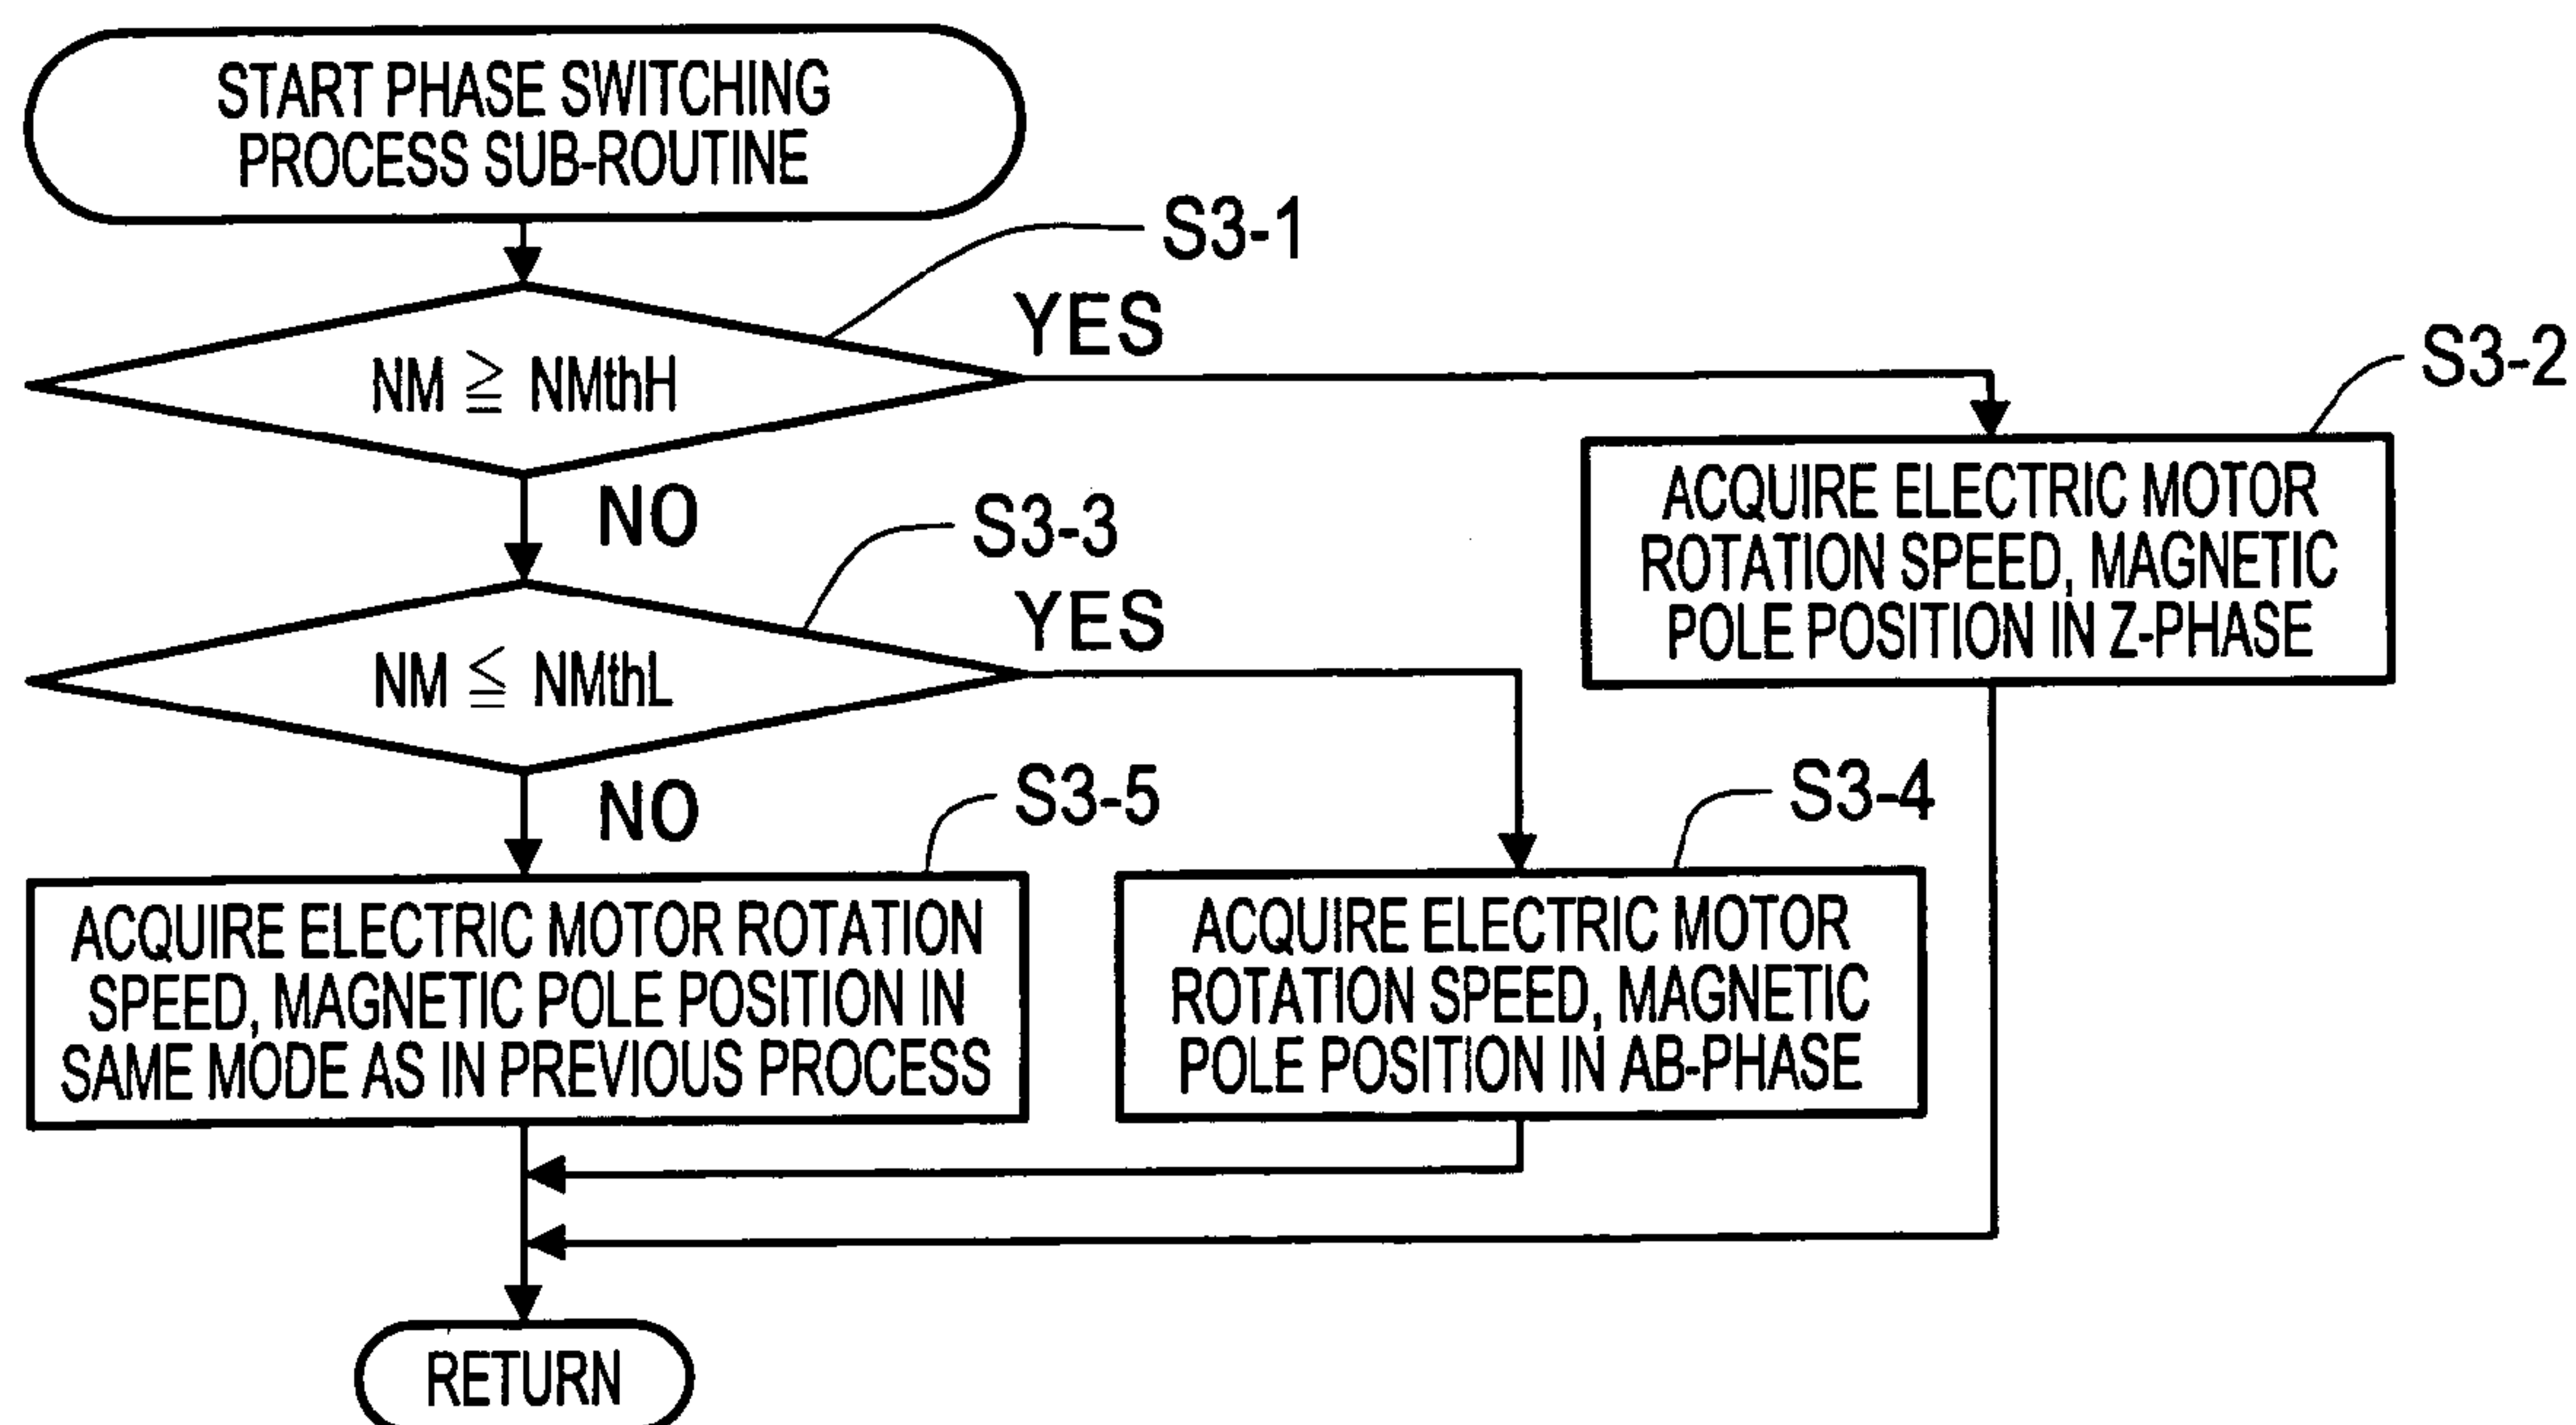 START PHASE SWITCHING
PROCESS SUB-ROUTINE
S3-1
NM ≧ NMthH
YES
S3-2
ACQUIRE ELECTRIC MOTOR
ROTATION SPEED, MAGNETIC
POLE POSITION IN Z-PHASE
NO
S3-3
NM ≦ NMthL
YES
S3-4
ACQUIRE ELECTRIC MOTOR
ROTATION SPEED, MAGNETIC
POLE POSITION IN AB-PHASE
NO
S3-5
ACQUIRE ELECTRIC MOTOR ROTATION
SPEED, MAGNETIC POLE POSITION IN
SAME MODE AS IN PREVIOUS PROCESS
RETURN